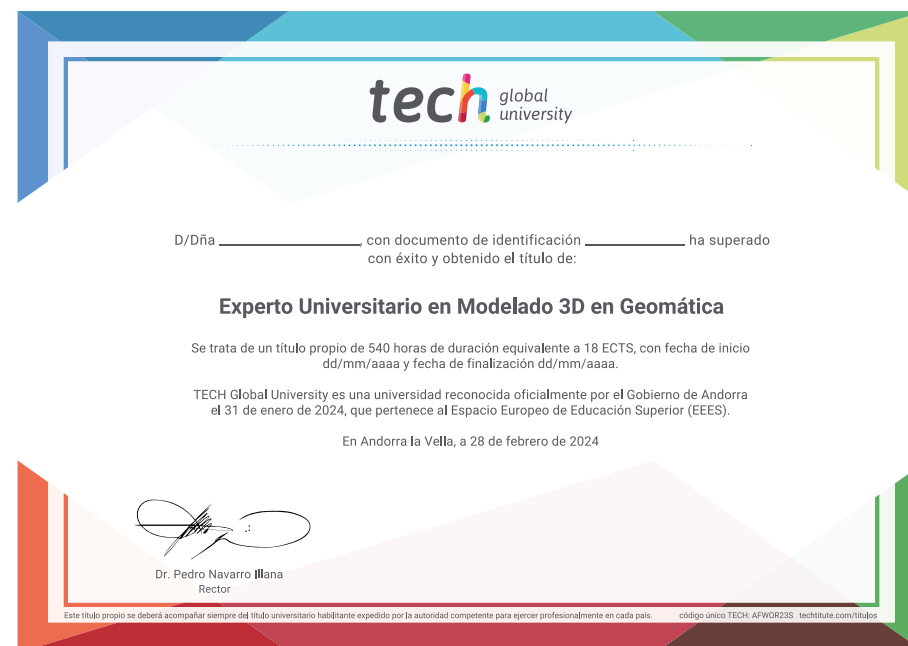 tech global university
D/Dña ____________________, con documento de identificación ______________ ha superado
con éxito y obtenido el título de:
Experto Universitario en Modelado 3D en Geomática
Se trata de un título propio de 540 horas de duración equivalente a 18 ECTS, con fecha de inicio
dd/mm/aaaa y fecha de finalización dd/mm/aaaa.
TECH Global University es una universidad reconocida oficialmente por el Gobierno de Andorra
el 31 de enero de 2024, que pertenece al Espacio Europeo de Educación Superior (EEES).
En Andorra la Vella, a 28 de febrero de 2024
Dr. Pedro Navarro Illana
Rector
Este título propio se deberá acompañar siempre del título universitario habilitante expedido por la autoridad competente para ejercer profesionalmente en cada país. código único TECH: AFWOR23S techtitute.com/titulos